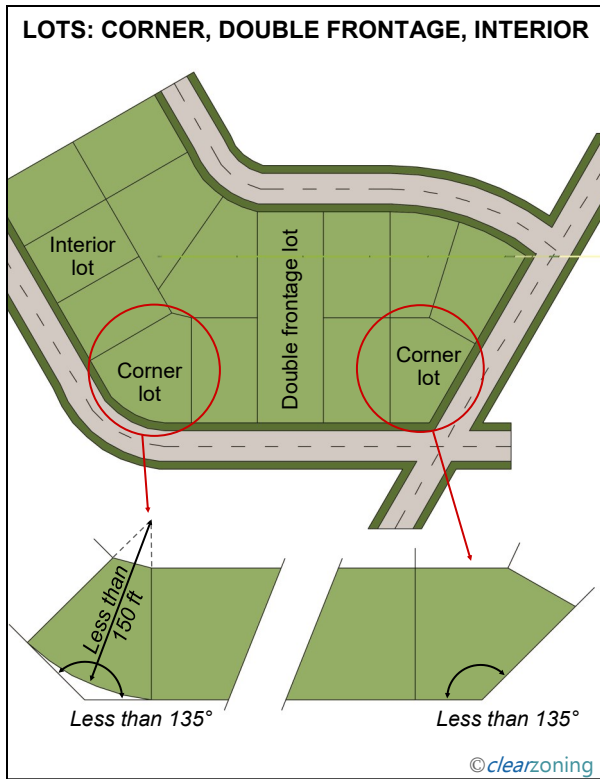 LOTS: CORNER, DOUBLE FRONTAGE, INTERIOR
Interior
lot
Double frontage lot
Corner
lot
Corner
lot
Less than
150 ft
Less than 135°
Less than 135°
©clearzoning